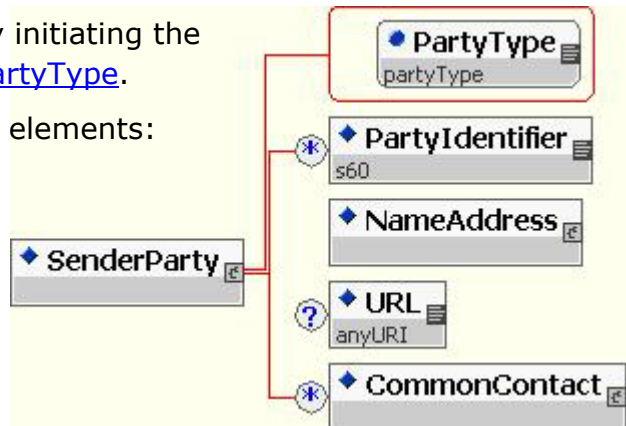 y initiating the
artyType.
elements:
PartyType
partyType
* PartyIdentifier
s60
NameAddress
SenderParty
? URL
anyURI
* CommonContact